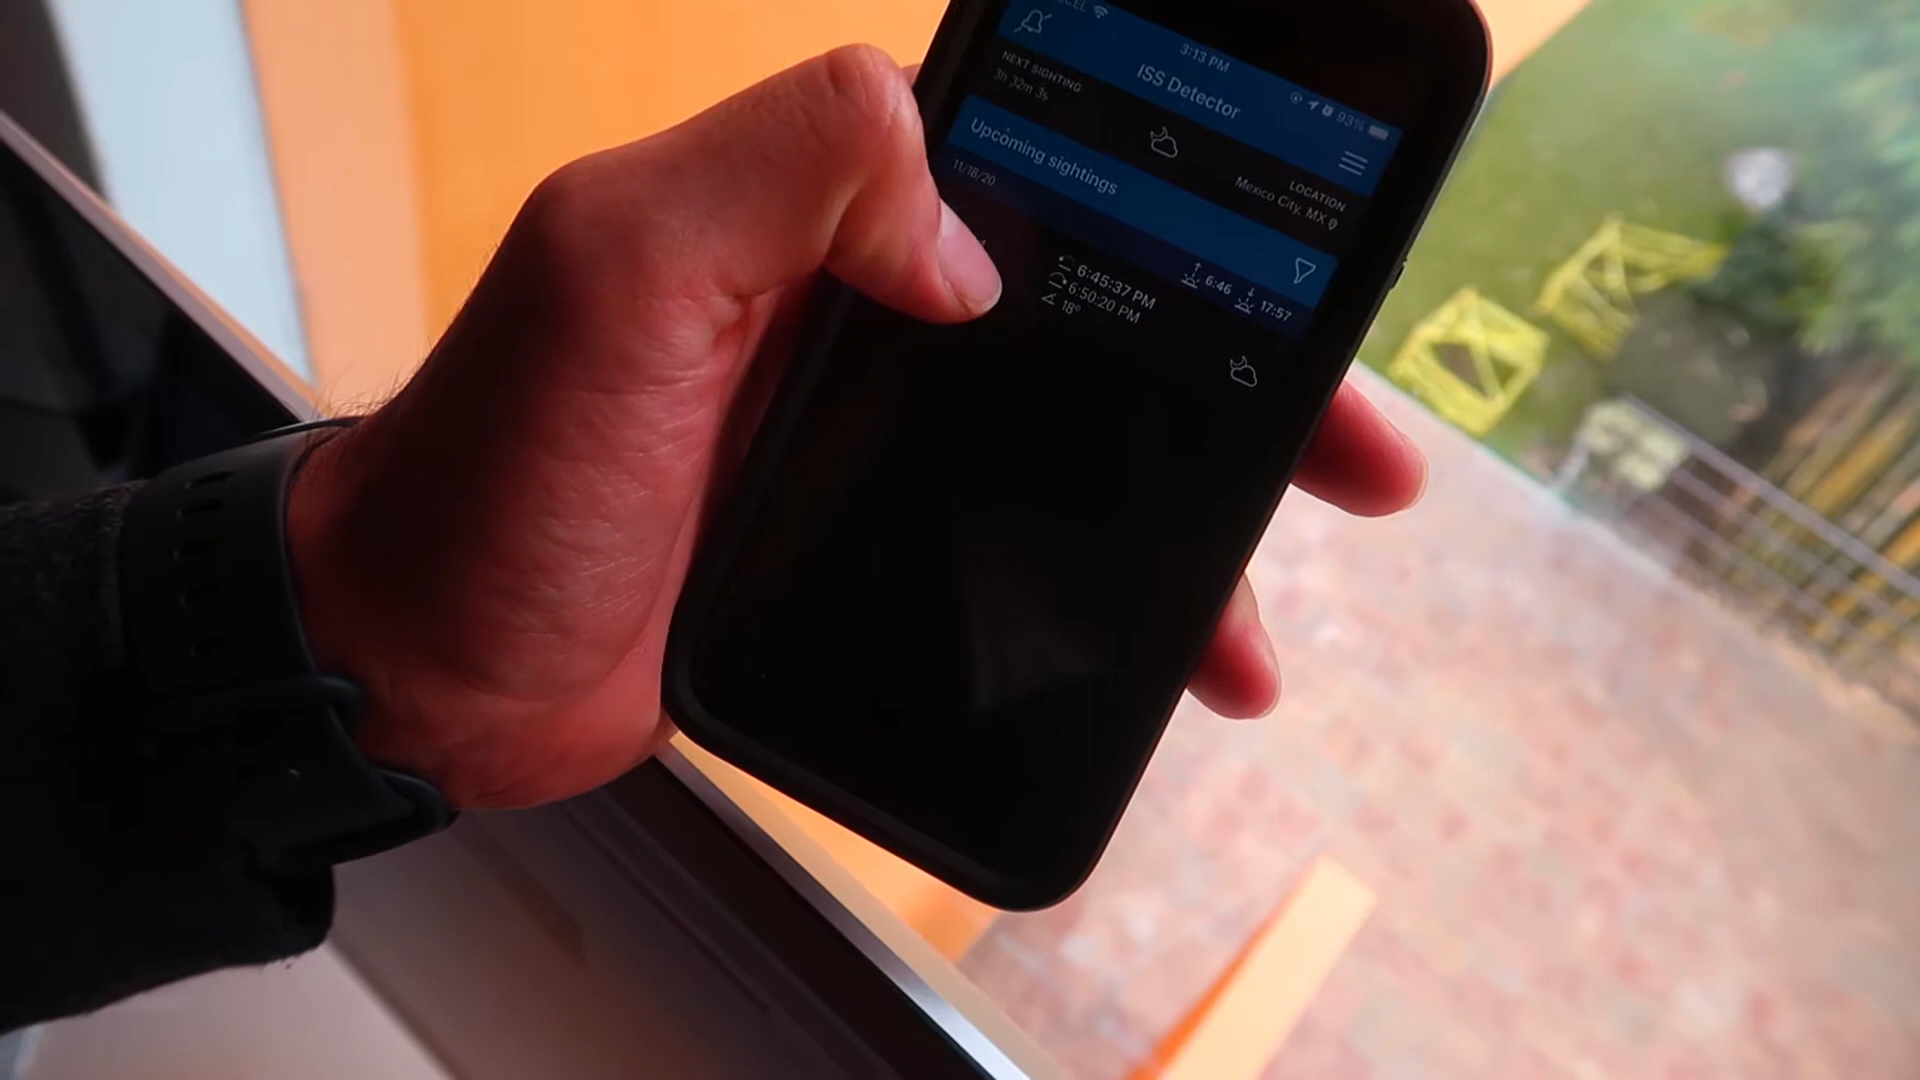 3:13 PM
93%
ISS Detector
NEXT SIGHTING
3h 32m 3s
LOCATION
Mexico City, MX
Upcoming sightings
11/18/20
6:46 17:57
6:45:37 PM
6:50:20 PM
18°